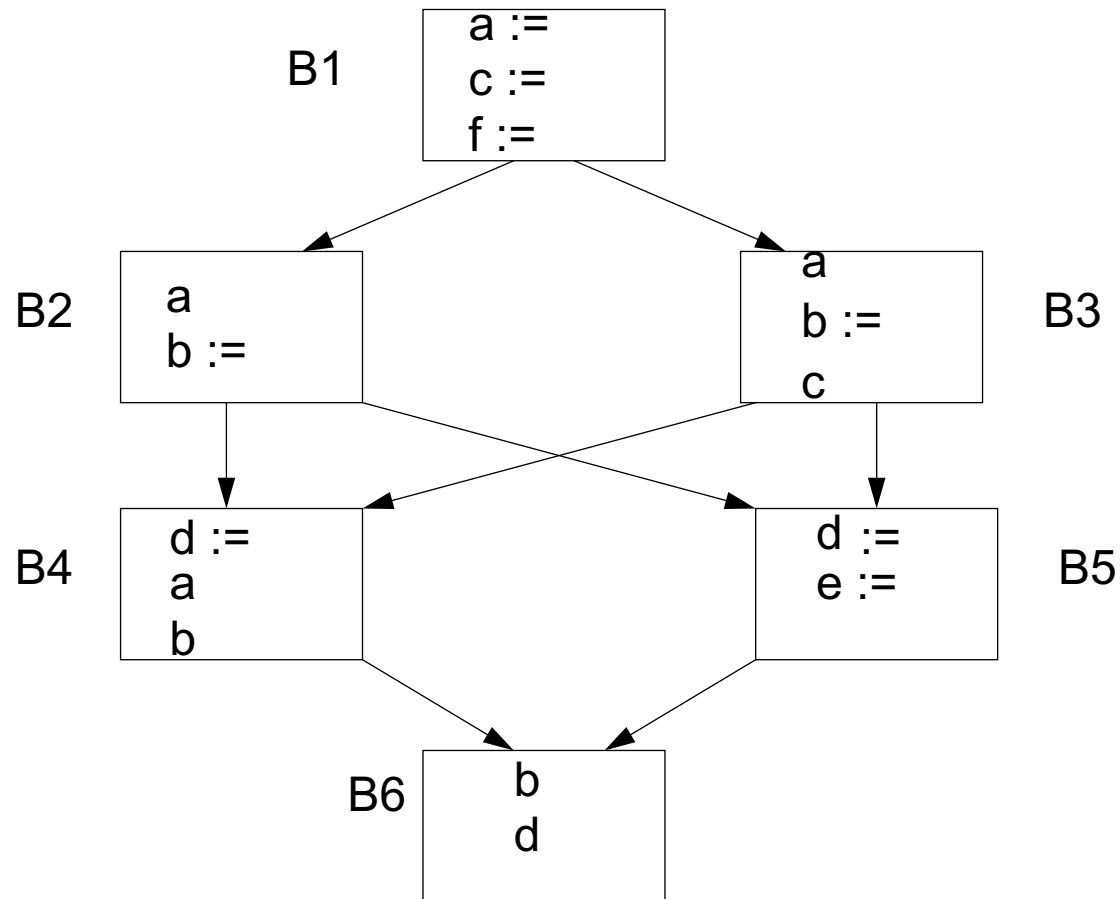 B1
a :=
c :=
f :=
B2
a
b :=
a
b :=
c
B3
B4
d :=
a
b
d :=
e :=
B5
B6
b
d